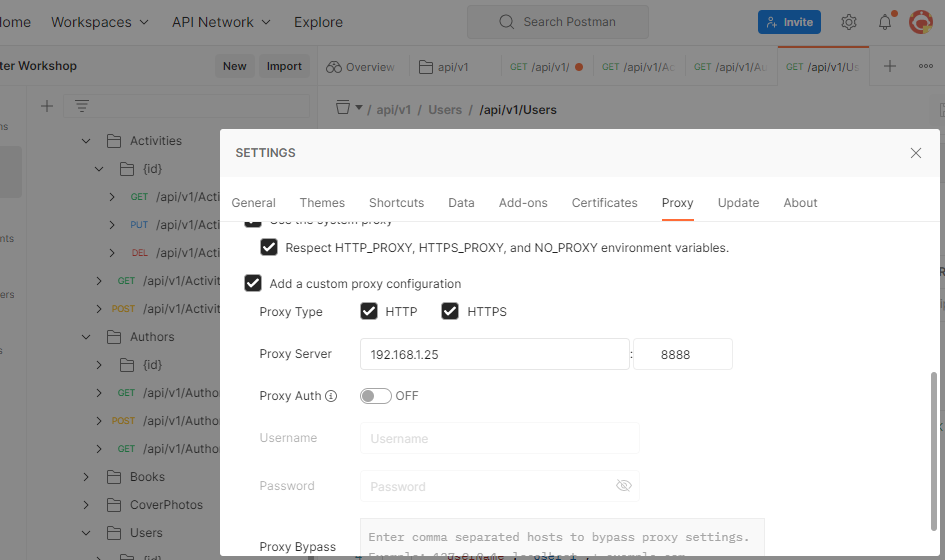 Home Workspaces API Network Explore Search Postman Invite
ter Workshop New Import Overview api/v1 GET /api/v1/ GET /api/v1/Ac GET /api/v1/Au GET /api/v1/Us
/ api/v1 / Users / /api/v1/Users
Activities
{id}
GET /api/v1/Acti
PUT /api/v1/Acti
DEL /api/v1/Acti
GET /api/v1/Activit
POST /api/v1/Activit
Authors
{id}
GET /api/v1/Autho
POST /api/v1/Autho
GET /api/v1/Autho
Books
CoverPhotos
Users
{id}
SETTINGS
General Themes Shortcuts Data Add-ons Certificates Proxy Update About
Use the system proxy
Respect HTTP_PROXY, HTTPS_PROXY, and NO_PROXY environment variables.
Add a custom proxy configuration
Proxy Type HTTP HTTPS
Proxy Server 192.168.1.25 : 8888
Proxy Auth OFF
Username Username
Password Password
Proxy Bypass Enter comma separated hosts to bypass proxy settings.